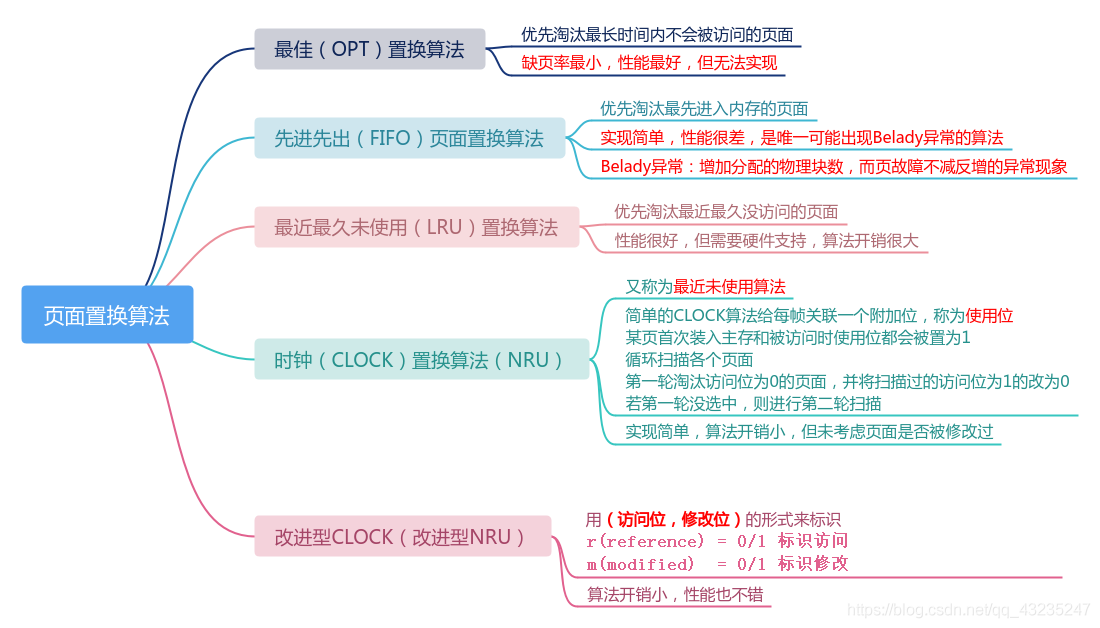 最佳（OPT）置换算法
优先淘汰最长时间内不会被访问的页面
缺页率最小，性能最好，但无法实现
先进先出（FIFO）页面置换算法
优先淘汰最先进入内存的页面
实现简单，性能很差，是唯一可能出现Belady异常的算法
Belady异常：增加分配的物理块数，而页故障不减反增的异常现象
最近最久未使用（LRU）置换算法
优先淘汰最近最久没访问的页面
性能很好，但需要硬件支持，算法开销很大
页面置换算法
时钟（CLOCK）置换算法（NRU）
又称为最近未使用算法
简单的CLOCK算法给每帧关联一个附加位，称为使用位
某页首次装入主存和被访问时使用位都会被置为1
循环扫描各个页面
第一轮淘汰访问位为0的页面，并将扫描过的访问位为1的改为0
若第一轮没选中，则进行第二轮扫描
实现简单，算法开销小，但未考虑页面是否被修改过
改进型CLOCK（改进型NRU）
用（访问位，修改位）的形式来标识
r(reference) = 0/1 标识访问
m(modified) = 0/1 标识修改
算法开销小，性能也不错
https://blog.csdn.net/qq_43235247